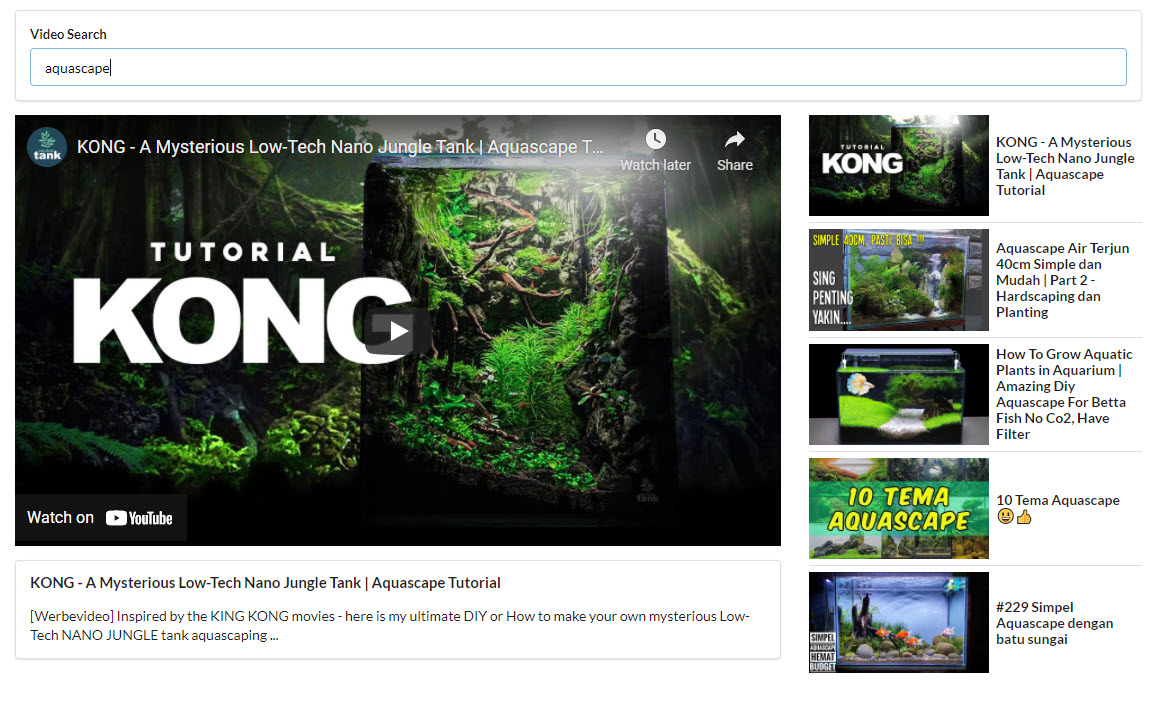 Video Search
aquascape
tank
KONG - A Mysterious Low-Tech Nano Jungle Tank | Aquascape T...
Watch later
Share
TUTORIAL
KONG
tank
Watch on YouTube
KONG - A Mysterious Low-Tech Nano Jungle Tank | Aquascape Tutorial
[Werbevideo] Inspired by the KING KONG movies - here is my ultimate DIY or How to make your own mysterious Low-
Tech NANO JUNGLE tank aquascaping ...
TUTORIAL
KONG
KONG - A Mysterious
Low-Tech Nano Jungle
Tank | Aquascape
Tutorial
SIMPLE 40CM, PASTI BISA !!!
SING
PENTING
YAKIN....
Aquascape Air Terjun
40cm Simple dan
Mudah | Part 2 -
Hardscaping dan
Planting
How To Grow Aquatic
Plants in Aquarium |
Amazing Diy
Aquascape For Betta
Fish No Co2, Have
Filter
10 TEMA
AQUASCAPE
10 Tema Aquascape
😃👍
SIMPEL
AQUASCAPE
HEMAT
BUDGET
#229 Simpel
Aquascape dengan
batu sungai